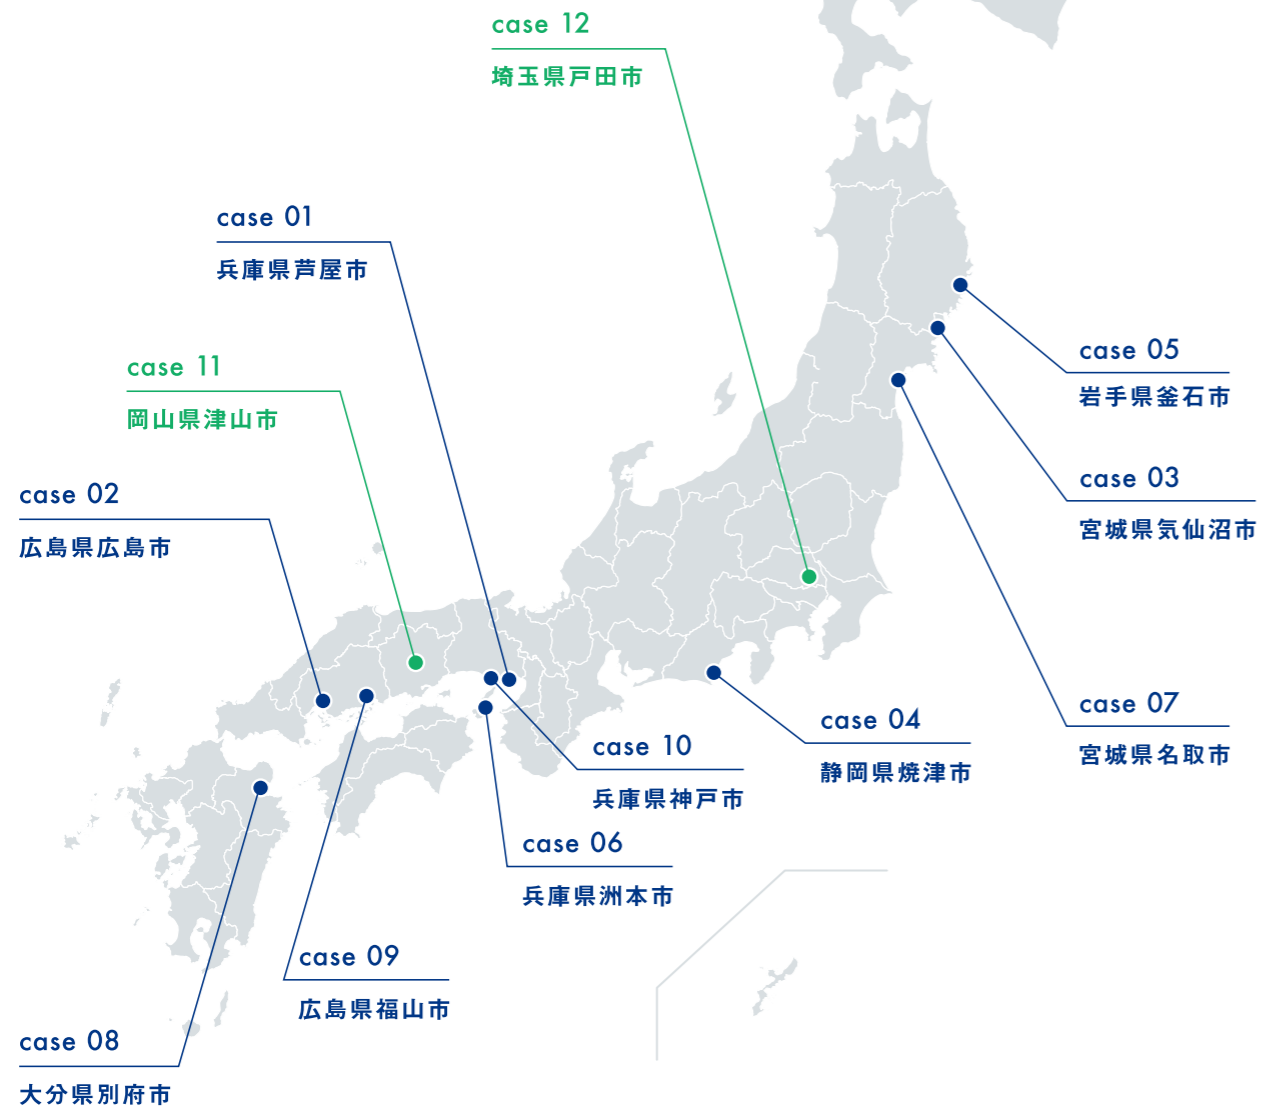 case 12
埼玉県戸田市
case 01
兵庫県芦屋市
case 11
岡山県津山市
case 02
広島県広島市
case 05
岩手県釜石市
case 03
宮城県気仙沼市
case 07
宮城県名取市
case 04
静岡県焼津市
case 10
兵庫県神戸市
case 06
兵庫県洲本市
case 09
広島県福山市
case 08
大分県別府市